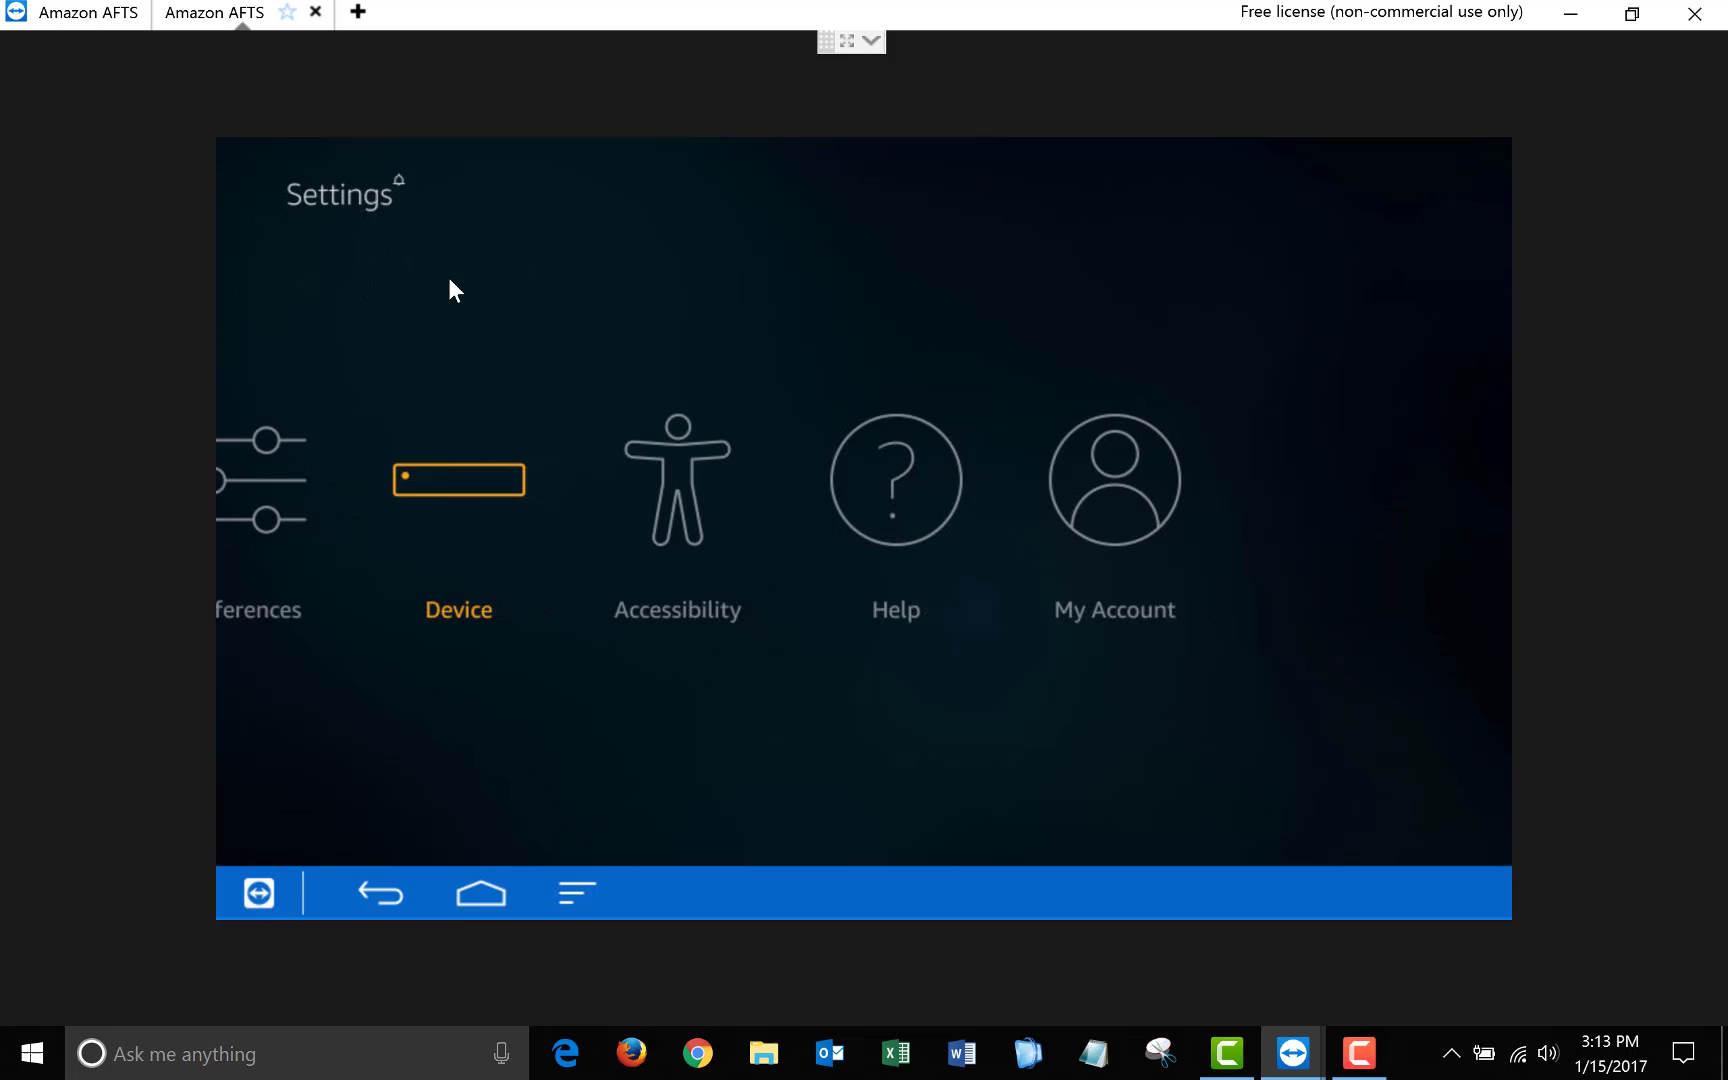 Amazon AFTS
Amazon AFTS
Free license (non-commercial use only)
Settings
ferences
Device
Accessibility
Help
My Account
Ask me anything
3:13 PM
1/15/2017